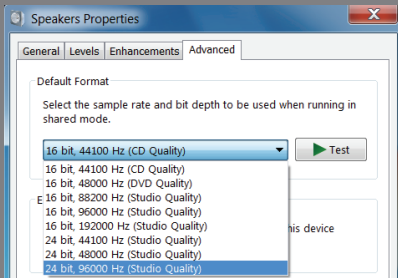 Speakers Properties
X
General Levels Enhancements Advanced
Default Format
Select the sample rate and bit depth to be used when running in
shared mode.
16 bit, 44100 Hz (CD Quality) Test
16 bit, 44100 Hz (CD Quality)
16 bit, 48000 Hz (DVD Quality)
E 16 bit, 88200 Hz (Studio Quality)
16 bit, 96000 Hz (Studio Quality)
16 bit, 192000 Hz (Studio Quality) his device
24 bit, 44100 Hz (Studio Quality)
24 bit, 48000 Hz (Studio Quality)
24 bit, 96000 Hz (Studio Quality)